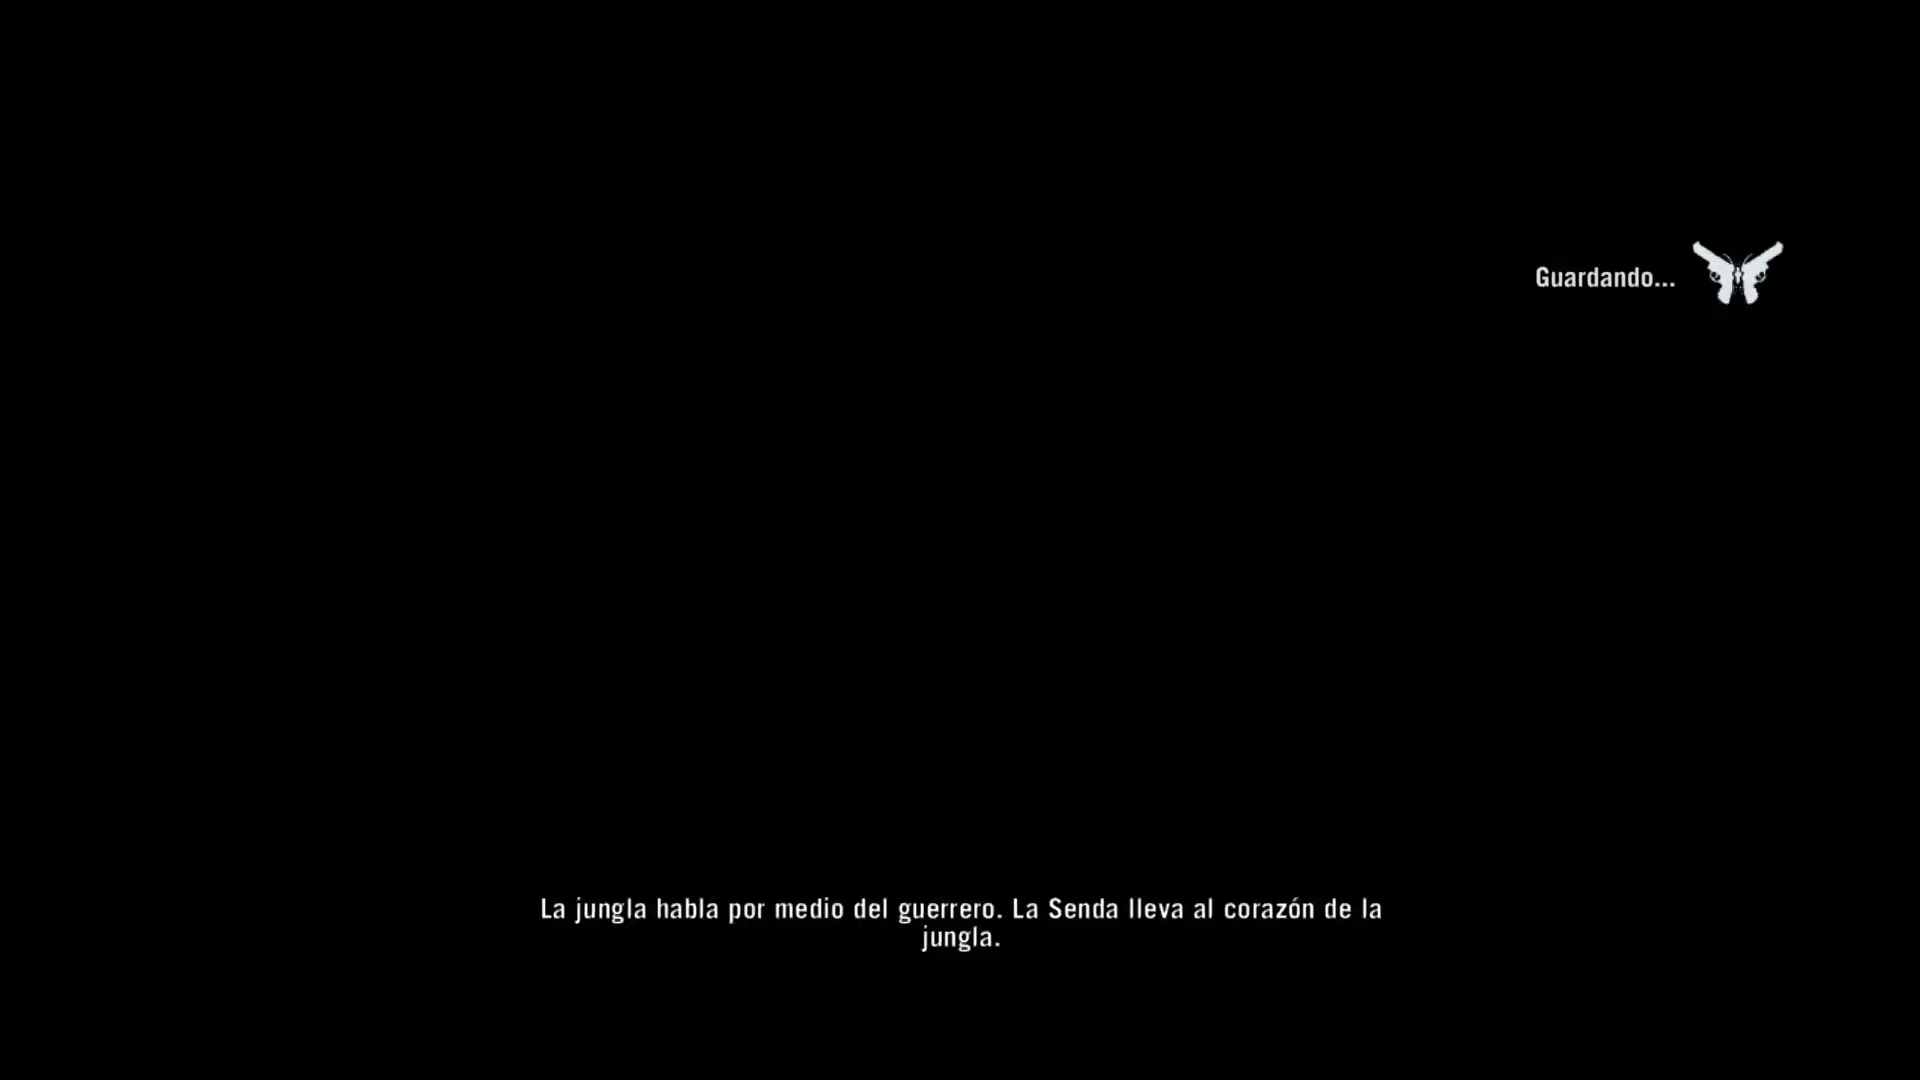 Guardando...
La jungla habla por medio del guerrero. La Senda lleva al corazón de la
jungla.